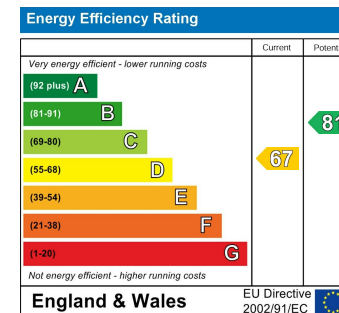 Energy Efficiency Rating
Current
Very energy efficient - lower running costs
(92 plus) A
(81-91) B
81
(69-80) C
(55-68) D
67
(39-54) E
(21-38) F
(1-20) G
Not energy efficient - higher running costs
England & Wales
EU Directive
2002/91/EC